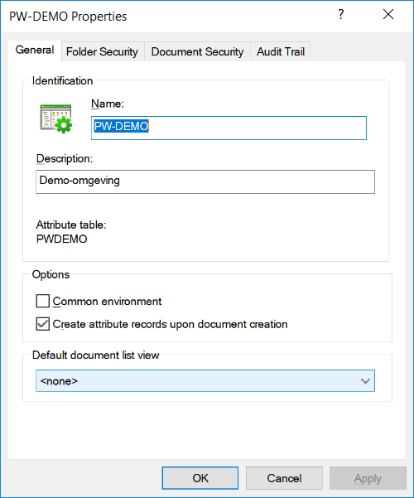 PW-DEMO Properties
General Folder Security Document Security Audit Trail
Identification
Name:
PW-DEMO
Description:
Demo-omgeving
Attribute table:
PWDEMO
Options
Common environment
Create attribute records upon document creation
Default document list view
<none>
OK Cancel Apply